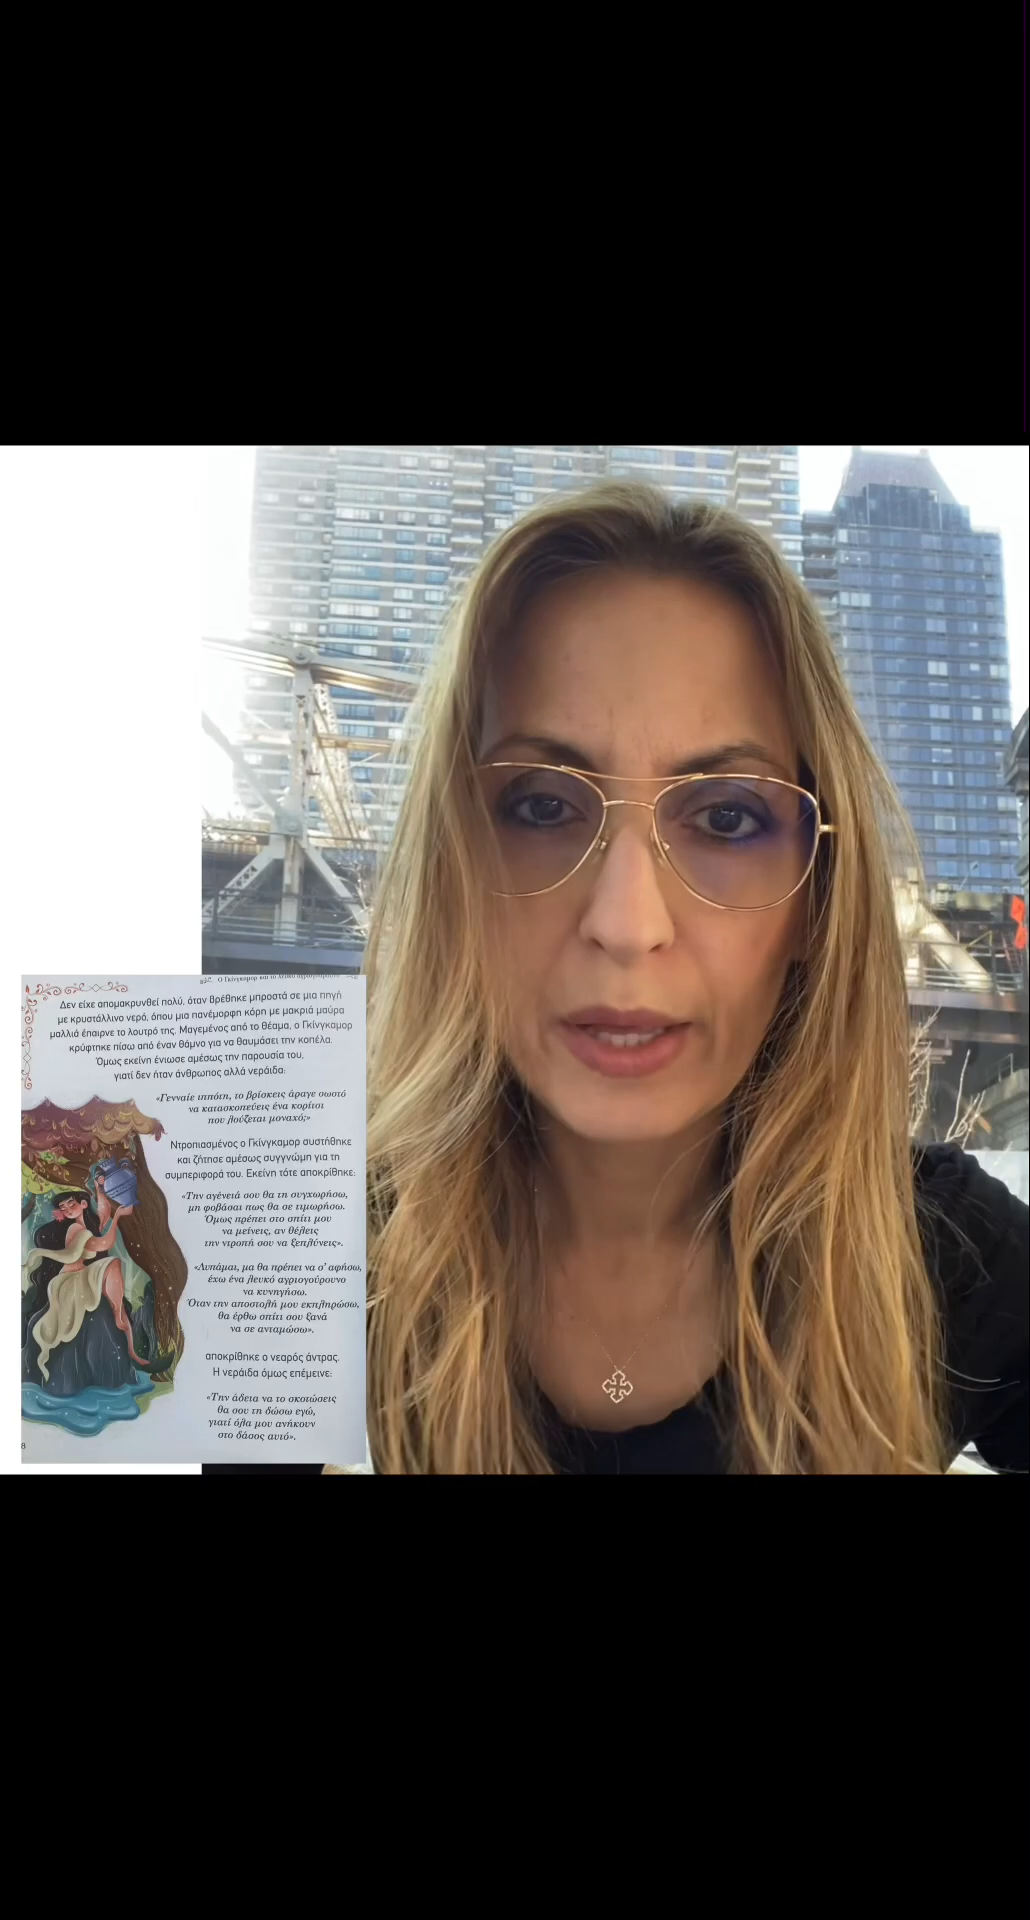 Ο Γκίνγκαμορ και το λευκό αγριογούρουνο
Δεν είχε απομακρυνθεί πολύ, όταν βρέθηκε μπροστά σε μια πηγή
με κρυστάλλινο νερό, όπου μια πανέμορφη κόρη με μακριά μαύρα
μαλλιά έπαιρνε το λουτρό της. Μαγεμένος από το θέαμα, ο Γκίνγκαμορ
κρύφτηκε πίσω από έναν θάμνο για να θαυμάσει την κοπέλα.
Όμως εκείνη ένιωσε αμέσως την παρουσία του,
γιατί δεν ήταν άνθρωπος αλλά νεράιδα:
«Γενναίε ιππότη, το βρίσκεις άραγε σωστό
να κατασκοπεύεις ένα κορίτσι
που λούζεται μοναχό;»
Ντροπιασμένος ο Γκίνγκαμορ συστήθηκε
και ζήτησε αμέσως συγγνώμη για τη
συμπεριφορά του. Εκείνη τότε αποκρίθηκε:
«Την αγένειά σου θα τη συγχωρήσω,
μη φοβάσαι πως θα σε τιμωρήσω.
Όμως πρέπει στο σπίτι μου
να μείνεις, αν θέλεις
την ντροπή σου να ξεπλύνεις».
«Λυπάμαι, μα θα πρέπει να σ' αφήσω,
έχω ένα λευκό αγριογούρουνο
να κυνηγήσω.
Όταν την αποστολή μου εκπληρώσω,
θα έρθω σπίτι σου ξανά
να σε ανταμώσω».
αποκρίθηκε ο νεαρός άντρας.
Η νεράιδα όμως επέμεινε:
«Την άδεια να το σκοτώσεις
θα σου τη δώσω εγώ,
γιατί όλα μου ανήκουν
στο δάσος αυτό».
8